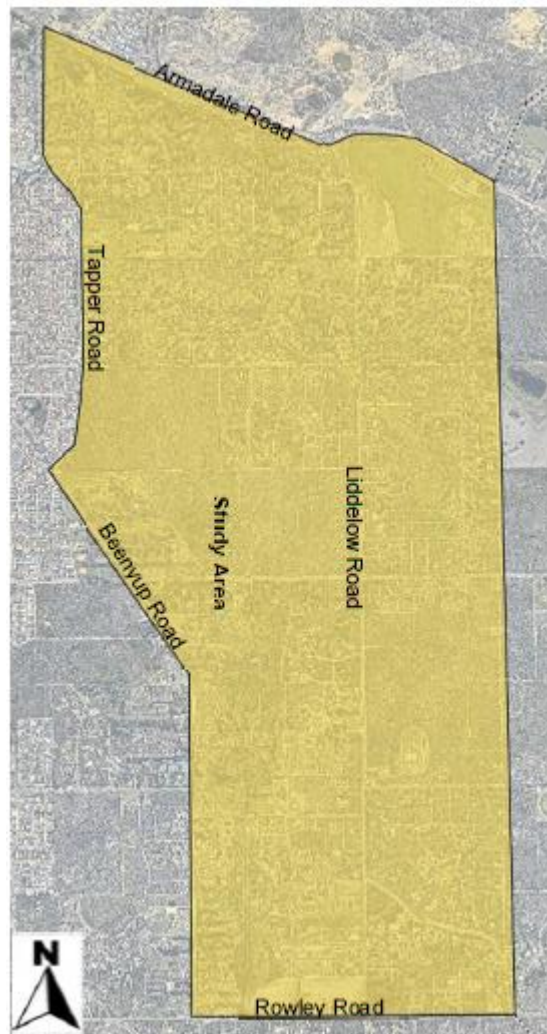 Armadale Road
Tapper Road
Liddelow Road
Study Area
Beenyup Road
N
Rowley Road